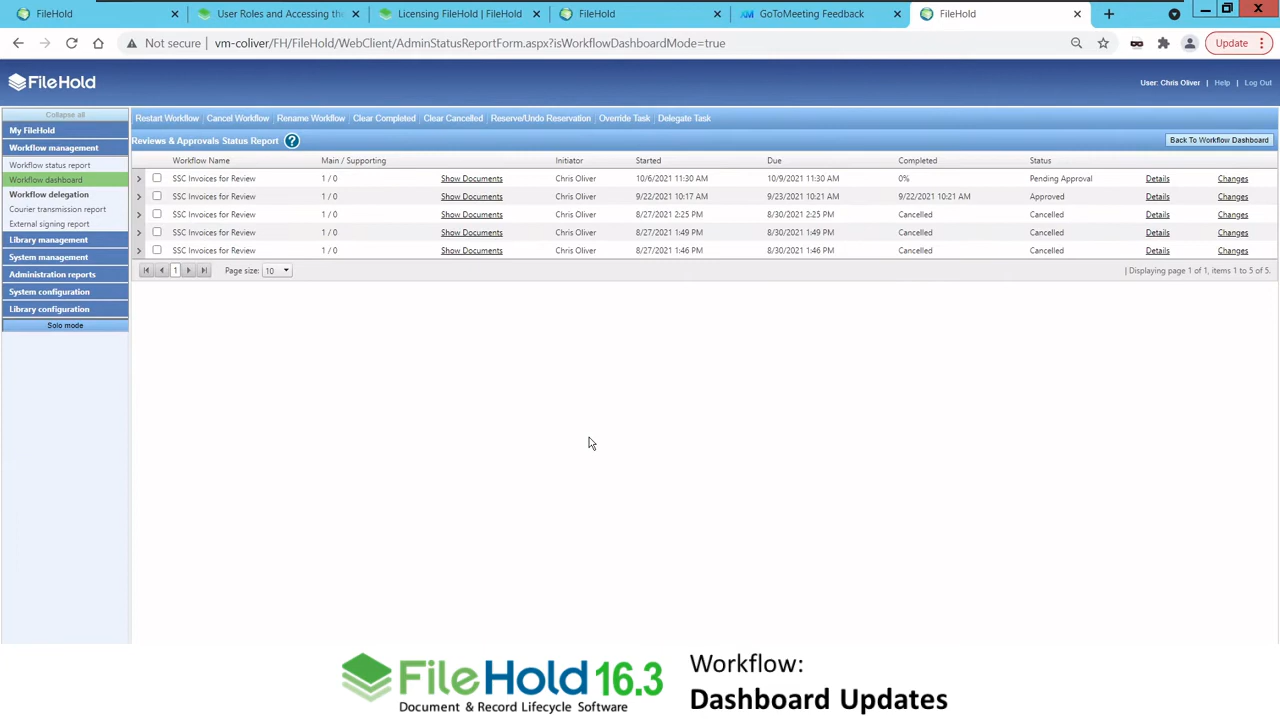 FileHold
User Roles and Accessing th
Licensing FileHold | FileHold
FileHold
GoToMeeting Feedback
FileHold
Not secure | vm-coliver/FH/FileHold/WebClient/AdminStatusReportForm.aspx?isWorkflowDashboardMode=true
Update
FileHold
User: Chris Oliver | Help | Log Out
Collapse all
My FileHold
Workflow management
Workflow status report
Workflow dashboard
Workflow delegation
Courier transmission report
External signing report
Library management
System management
Administration reports
System configuration
Library configuration
Solo mode
Restart Workflow Cancel Workflow Rename Workflow Clear Completed Clear Cancelled Reserve/Undo Reservation Override Task Delegate Task
Reviews & Approvals Status Report ? Back To Workflow Dashboard
Workflow Name Main / Supporting Initiator Started Due Completed Status
SSC Invoices for Review 1 / 0 Show Documents Chris Oliver 10/6/2021 11:30 AM 10/9/2021 11:30 AM 0% Pending Approval Details Changes
SSC Invoices for Review 1 / 0 Show Documents Chris Oliver 9/22/2021 10:17 AM 9/23/2021 10:21 AM 9/22/2021 10:21 AM Approved Details Changes
SSC Invoices for Review 1 / 0 Show Documents Chris Oliver 8/27/2021 2:25 PM 8/30/2021 2:25 PM Cancelled Cancelled Details Changes
SSC Invoices for Review 1 / 0 Show Documents Chris Oliver 8/27/2021 1:49 PM 8/30/2021 1:49 PM Cancelled Cancelled Details Changes
SSC Invoices for Review 1 / 0 Show Documents Chris Oliver 8/27/2021 1:46 PM 8/30/2021 1:46 PM Cancelled Cancelled Details Changes
1 Page size: 10 | Displaying page 1 of 1, items 1 to 5 of 5.
FileHold 16.3
Document & Record Lifecycle Software
Workflow:
Dashboard Updates